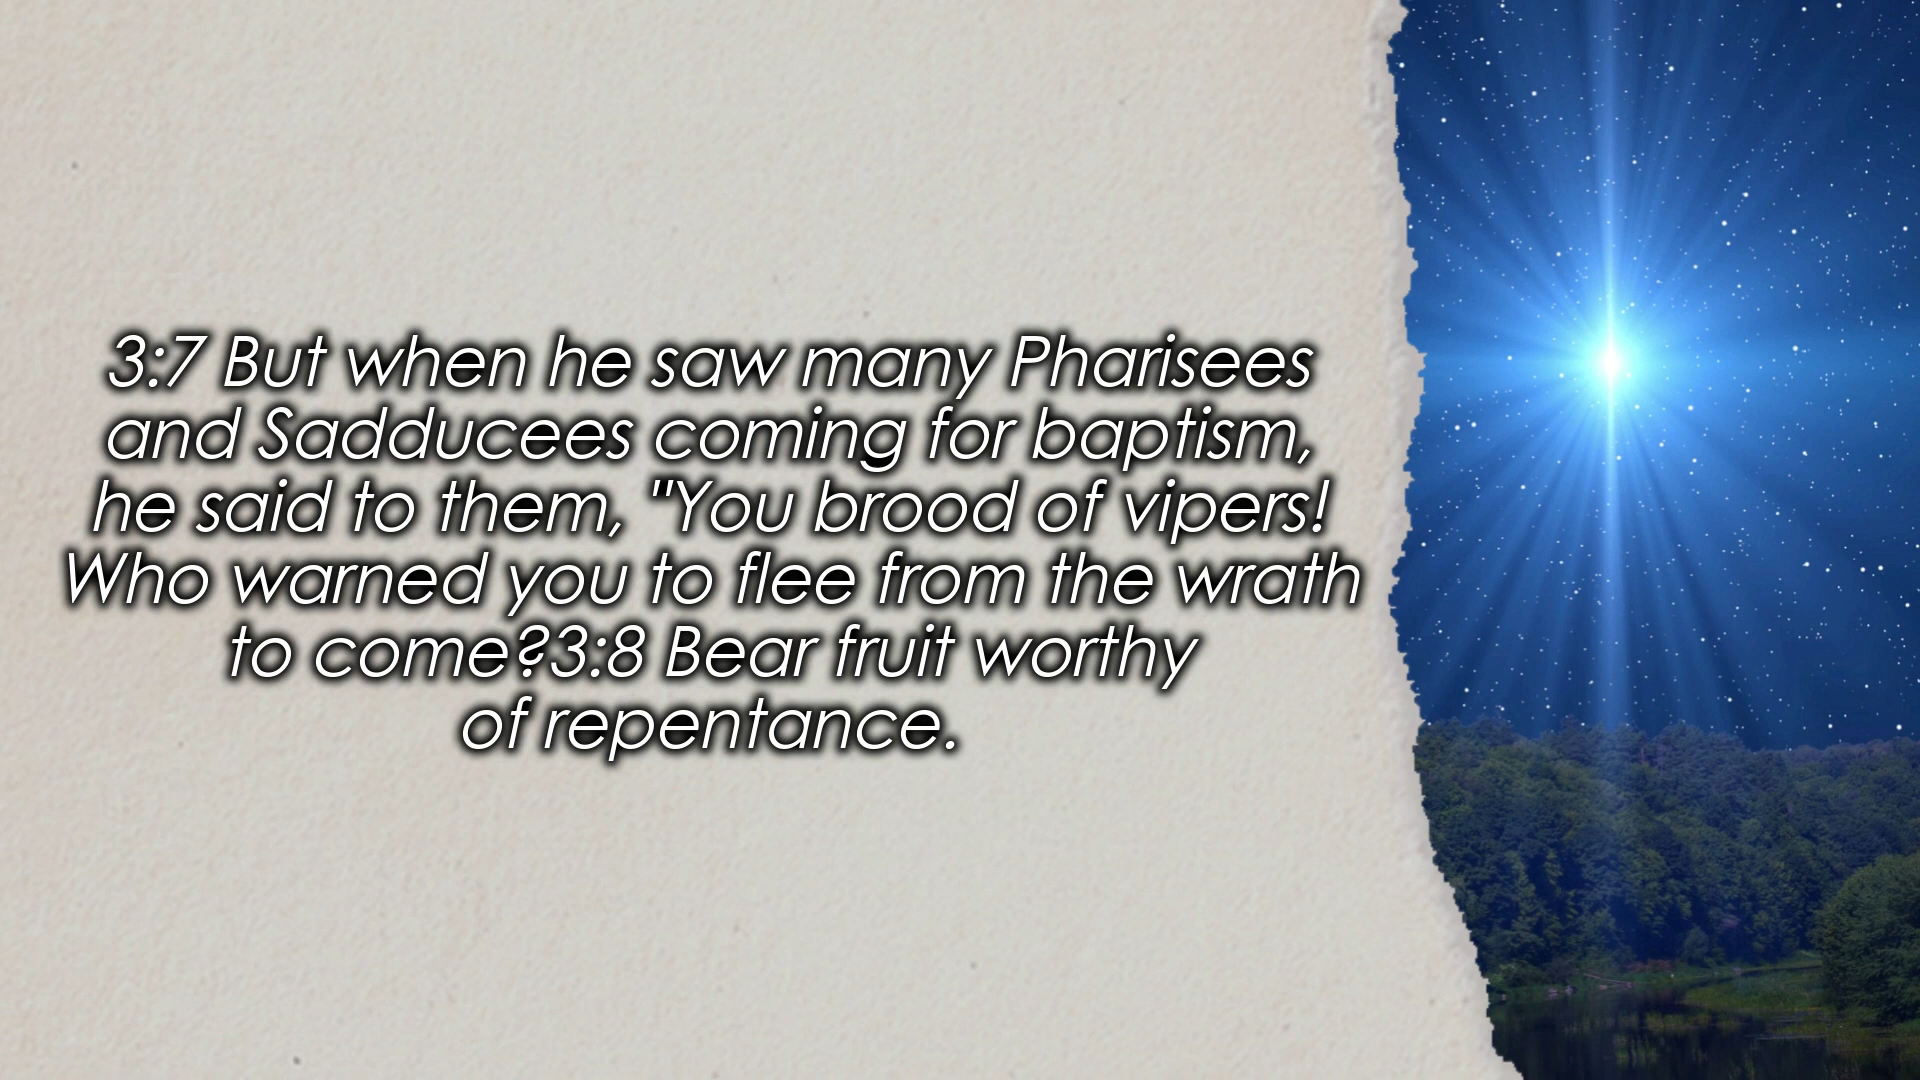 3:7 But when he saw many Pharisees
and Sadducees coming for baptism,
he said to them, "You brood of vipers!
Who warned you to flee from the wrath
to come?3:8 Bear fruit worthy
of repentance.